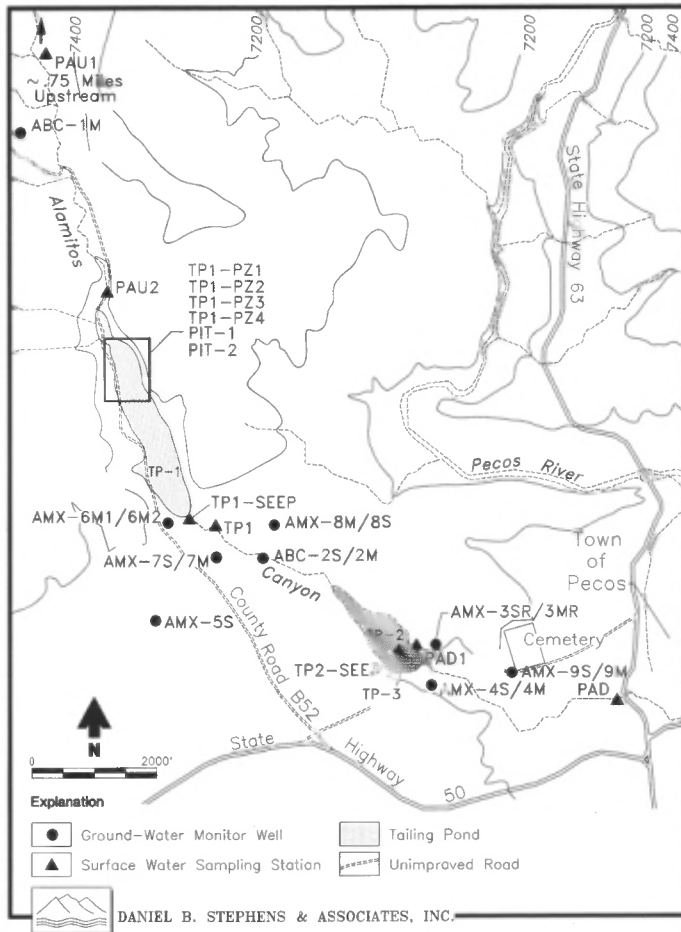 7400
7200
7200
7200
7400
PAU1
~.75 Miles
Upstream
ABC-1M
Alamitos
State Highway 63
PAU2
TP1-PZ1
TP1-PZ2
TP1-PZ3
TP1-PZ4
PIT-1
PIT-2
TP-1
Pecos River
TP1-SEEP
AMX-6M1/6M2
TP1
AMX-8M/8S
Town of
Pecos
AMX-7S/7M
ABC-2S/2M
Canyon
AMX-5S
County Road B52
AMX-3SR/3MR
Cemetery
TP-2
PAD1
TP2-SEE
AMX-9S/9M
TP-3
MX-4S/4M
PAD
N
State Highway 50
0 2000'
Explanation
Ground-Water Monitor Well
Tailing Pond
Surface Water Sampling Station
Unimpraved Road
DANIEL B. STEPHENS & ASSOCIATES, INC.